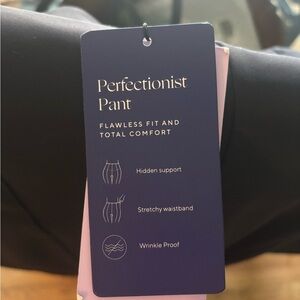 Perfectionist
Pant
FLAWLESS FIT AND
TOTAL COMFORT
Hidden support
Stretchy waistband
Wrinkle Proof